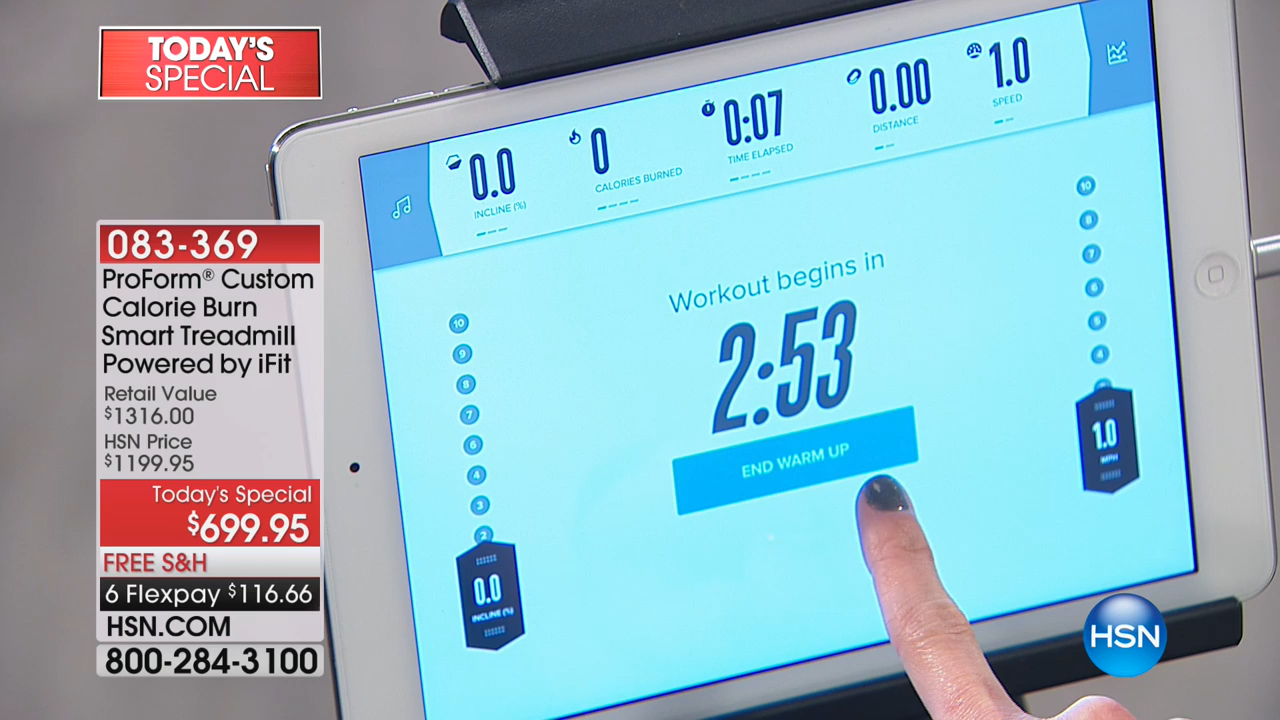 TODAY'S
SPECIAL
083-369
ProForm® Custom
Calorie Burn
Smart Treadmill
Powered by iFit
Retail Value
$1316.00
HSN Price
$1199.95
Today's Special
$699.95
FREE S&H
6 Flexpay $116.66
HSN.COM
800-284-3100
0.0
INCLINE (%)
0
CALORIES BURNED
0:07
TIME ELAPSED
0.00
DISTANCE
1.0
SPEED
Workout begins in
2:53
END WARM UP
10
9
8
7
6
4
3
2
0.0
INCLINE (%)
10
8
7
6
5
4
1.0
MPH
HSN